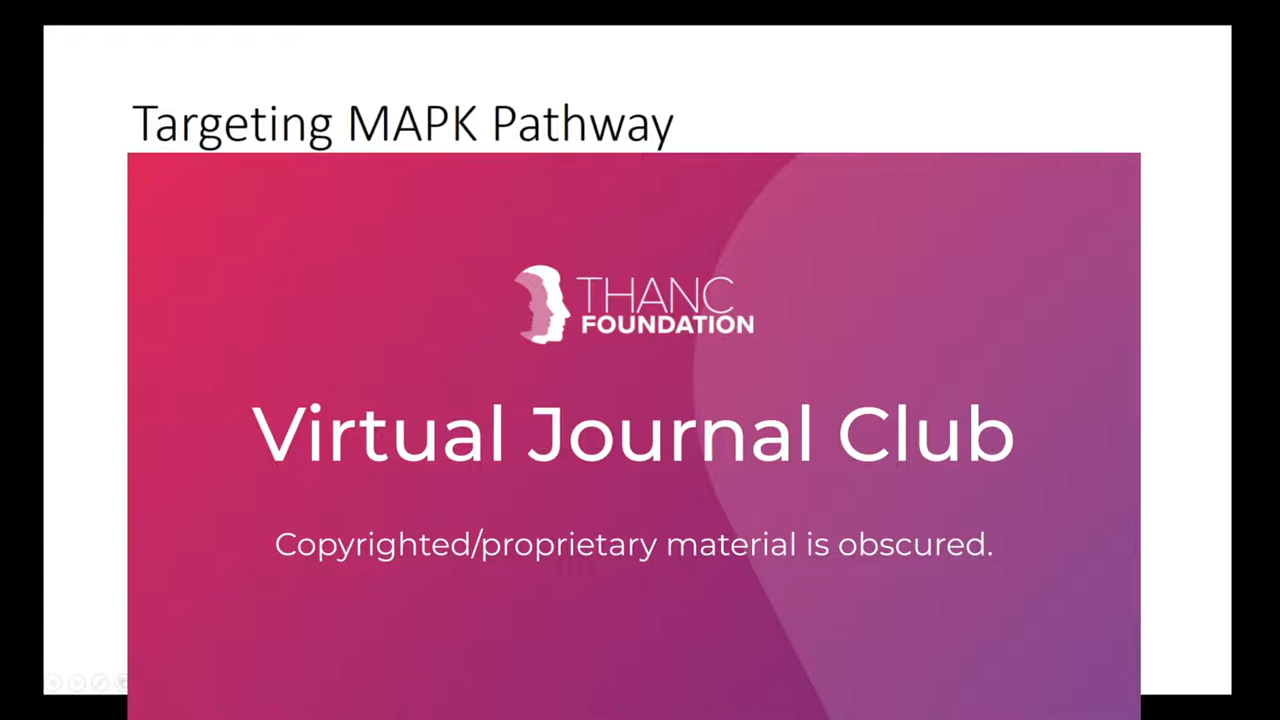 Targeting MAPK Pathway
THANC
FOUNDATION
Virtual Journal Club
Copyrighted/proprietary material is obscured.